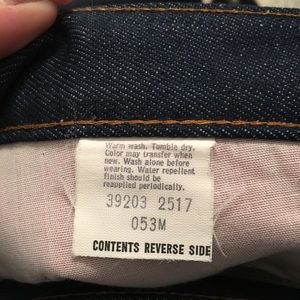 Warm wash. Tumble dry.
Color may transfer when
new. Wash alone before
wearing. Water repellent
finish should be
reapplied periodically.
39203 2517
053M
CONTENTS REVERSE SIDE